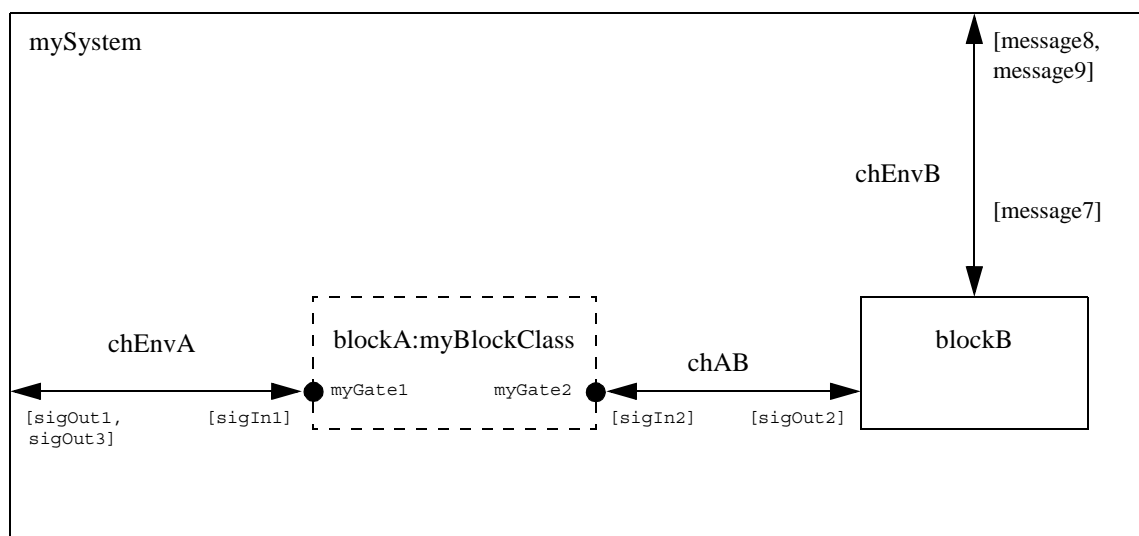 mySystem
[message8,
message9]
chEnvB
[message7]
chEnvA
blockA:myBlockClass
blockB
chAB
myGate1
myGate2
[sigOut1,
sigOut3]
[sigIn1]
[sigIn2]
[sigOut2]